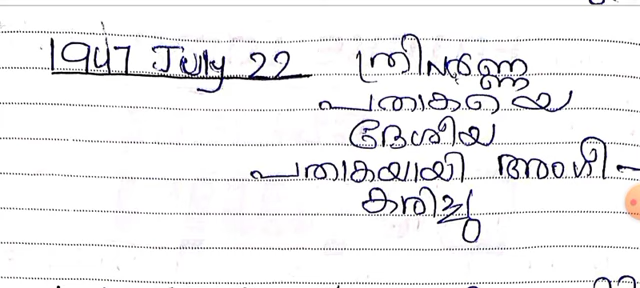 1947 July 22 ത്രിവർണ്ണ
പതാകയെ
ദേശീയ
പതാകയായി അംഗീ-
കരിച്ചു